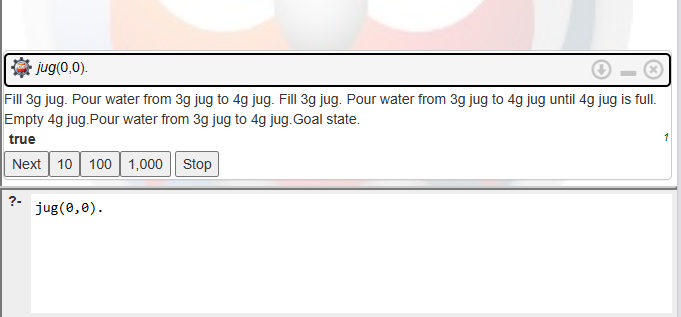 jug(0,0).
Fill 3g jug. Pour water from 3g jug to 4g jug. Fill 3g jug. Pour water from 3g jug to 4g jug until 4g jug is full.
Empty 4g jug.Pour water from 3g jug to 4g jug.Goal state.
true 1
Next 10 100 1,000 Stop
?- jug(0,0).